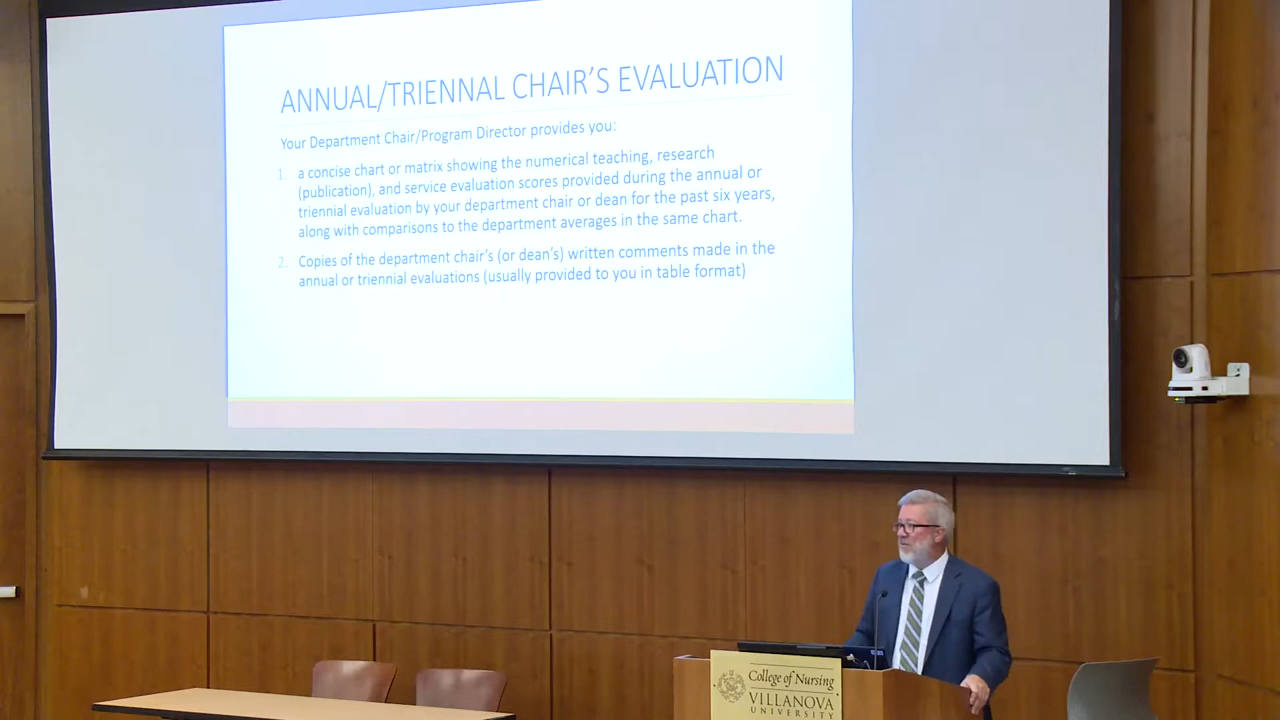 ANNUAL/TRIENNAL CHAIR'S EVALUATION
Your Department Chair/Program Director provides you:
1. a concise chart or matrix showing the numerical teaching, research
(publication), and service evaluation scores provided during the annual or
triennial evaluation by your department chair or dean for the past six years,
along with comparisons to the department averages in the same chart.
2. Copies of the department chair's (or dean's) written comments made in the
annual or triennial evaluations (usually provided to you in table format)
College of Nursing
VILLANOVA
UNIVERSITY